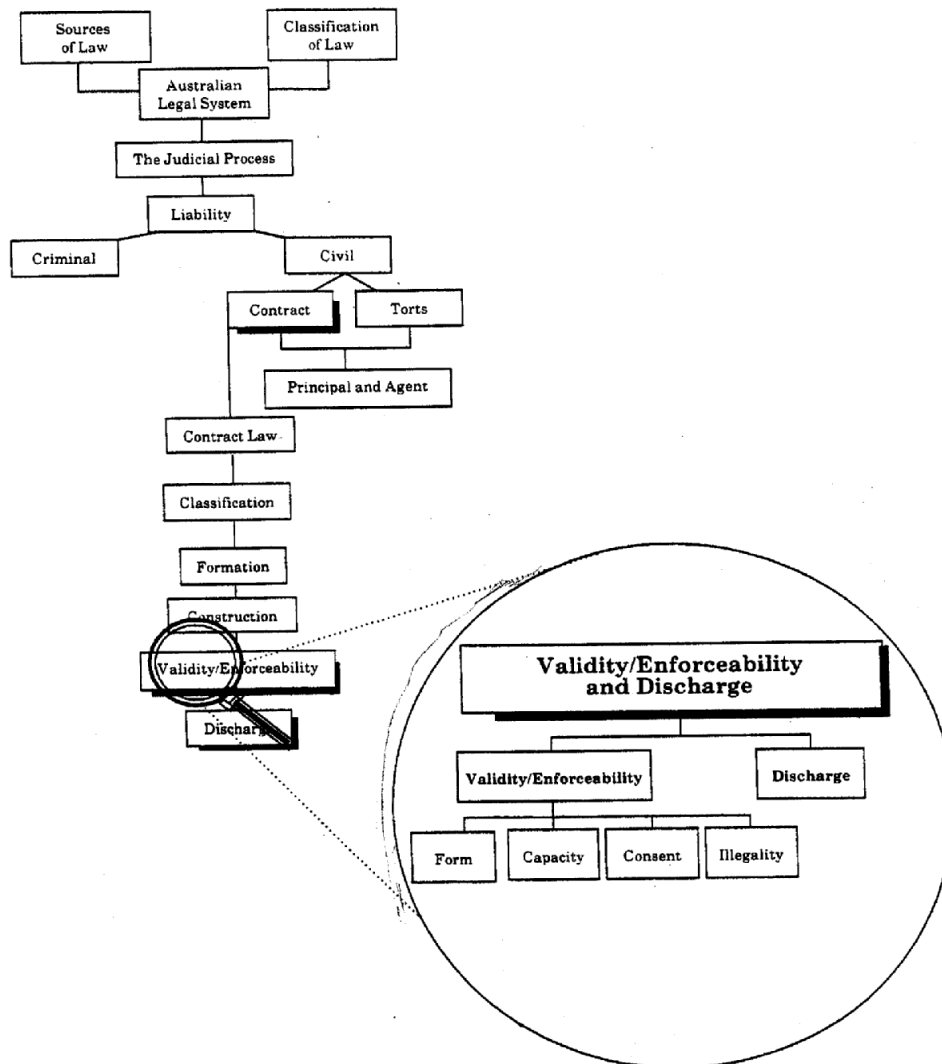 Sources
of Law
Classification
of Law
Australian
Legal System
The Judicial Process
Liability
Criminal
Civil
Contract
Torts
Principal and Agent
Contract Law
Classification
Formation
Construction
Validity/Enforceability
Discharge
Validity/Enforceability
and Discharge
Validity/Enforceability
Discharge
Form
Capacity
Consent
Illegality